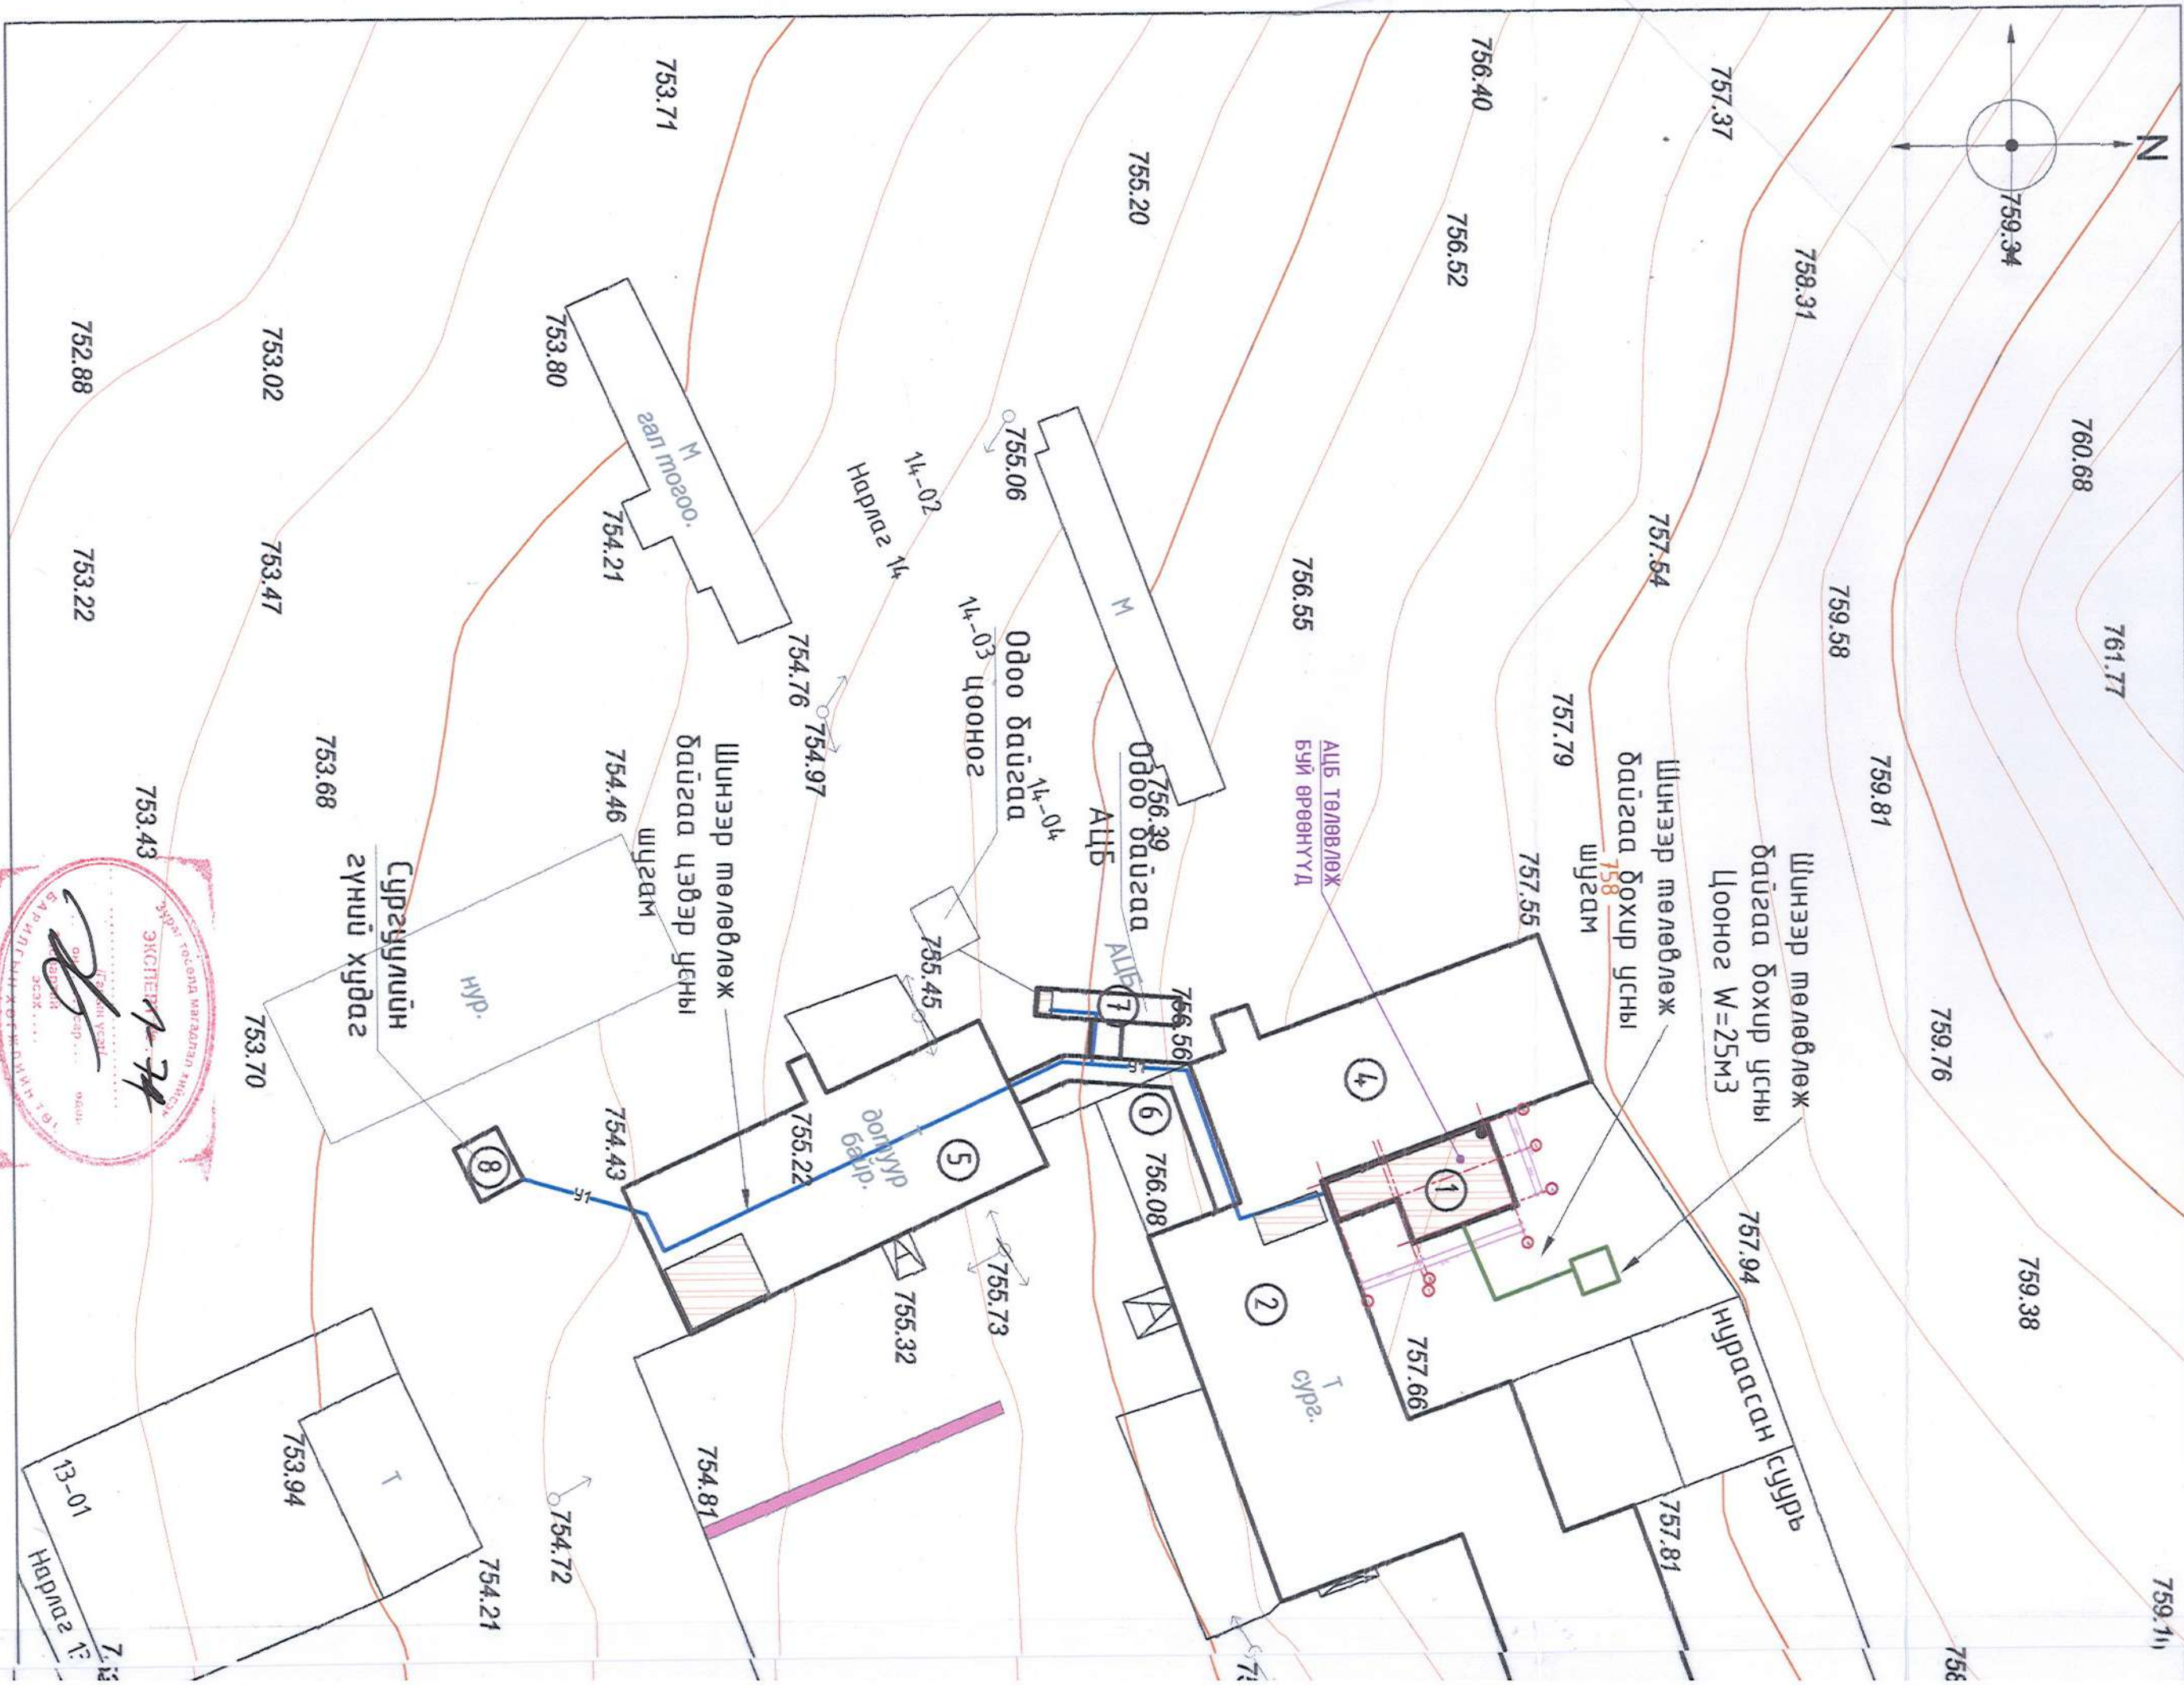 N
759.34
757.37
756.40
755.20
753.71
758.31
756.52
760.68
761.77
757.54
759.58
756.55
757.79
759.81
759.76
759.38
757.55
757.94
758
Шинээр төлөвлөж
байгаа бохир усны
Цооног W=25м3
Шинээр төлөвлөж
байгаа бохир усны
шугам
АЦБ ТӨЛӨВЛӨЖ
БУЙ ӨРӨӨНҮҮД
Одоо байгаа
АЦБ
756.39
АЦБ
756.56
М
755.06
14-02
Нарлаг 14
Одоо байгаа
цооног
14-03
14-04
755.45
М
гал тогоо.
753.80
754.21
754.76
754.97
754.46
Шинээр төлөвлөж
байгаа цэвэр усны
шугам
Сургуулийн
гүний худаг
нур.
752.88
753.02
753.22
753.47
753.68
753.43
753.70
754.43
755.22
Т
дотуур
байр.
756.08
755.73
755.32
757.66
757.81
Т
сург.
нураасан суурь
1
2
4
5
6
7
8
У1
У1
754.81
754.72
754.21
753.94
Т
13-01
Нарлаг 13
ЭКСПЕРТ